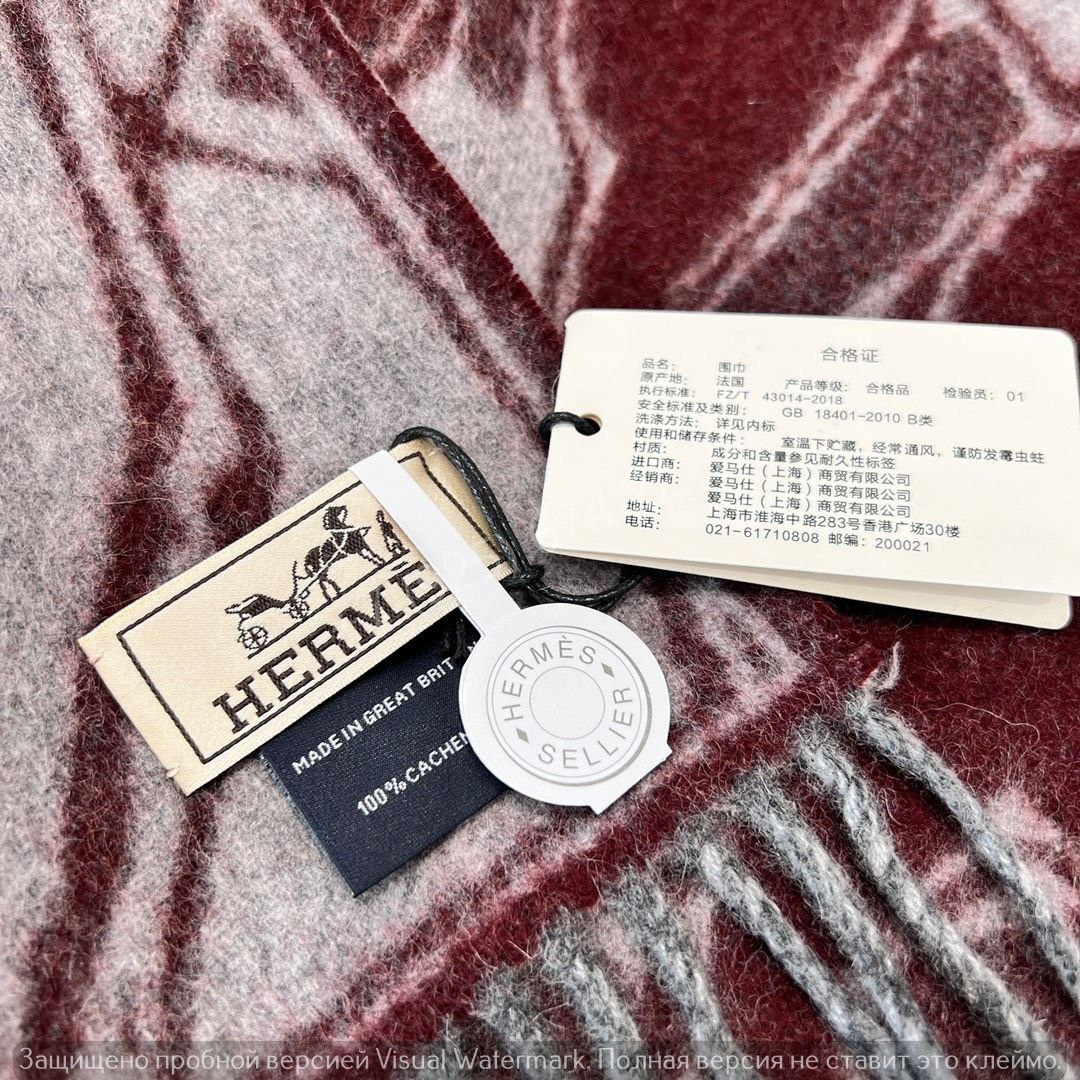 合格证
品名: 围巾
原产地: 法国 产品等级: 合格品 检验员: 01
执行标准: FZ/T 43014-2018
安全标准及类别: GB 18401-2010 B类
洗涤方法: 详见内标
使用和储存条件: 室温下贮藏，经常通风，谨防发霉虫蛀
材质: 成分和含量参见耐久性标签
进口商: 爱马仕（上海）商贸有限公司
经销商: 爱马仕（上海）商贸有限公司
爱马仕（上海）商贸有限公司
地址: 上海市淮海中路283号香港广场30楼
电话: 021-61710808 邮编: 200021
HERMÈ
MADE IN GREAT BRIT
100% CACHEM
HERMÈS
SELLIER
Защищено пробной версией Visual Watermark. Полная версия не ставит это клеймо.